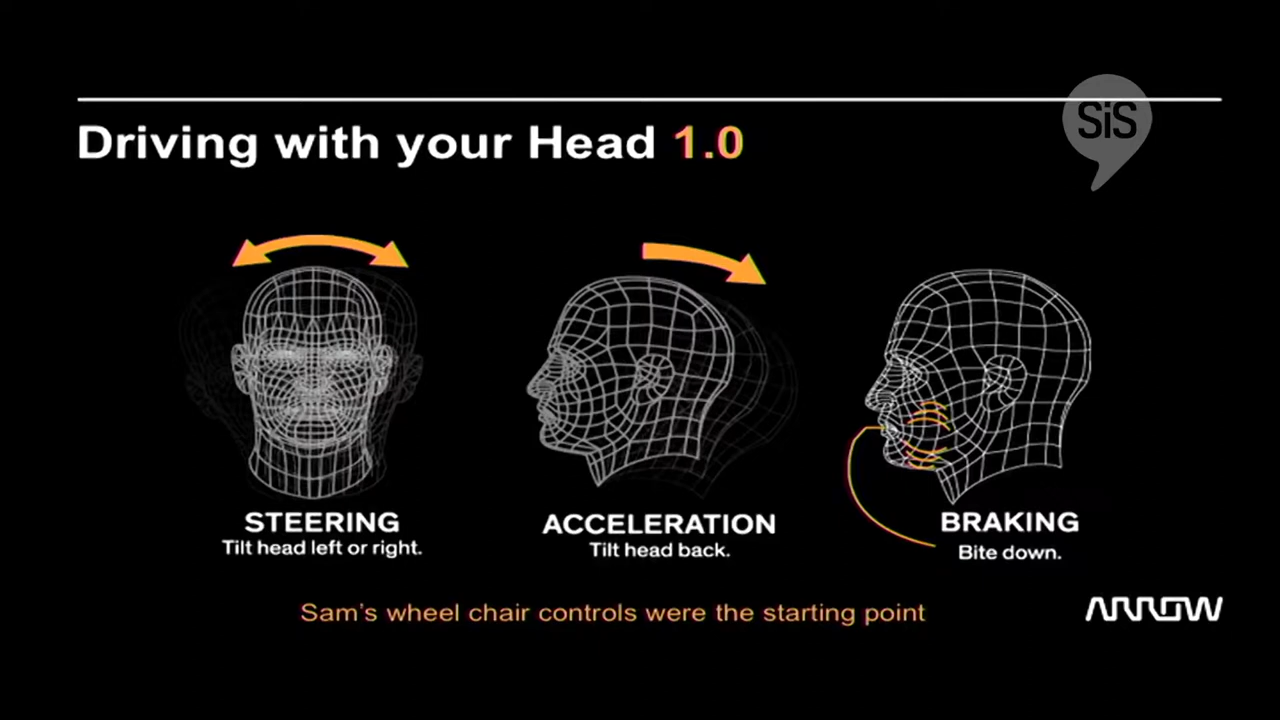 SiS
Driving with your Head 1.0
STEERING
Tilt head left or right.
ACCELERATION
Tilt head back.
BRAKING
Bite down.
Sam's wheel chair controls were the starting point
ARROW